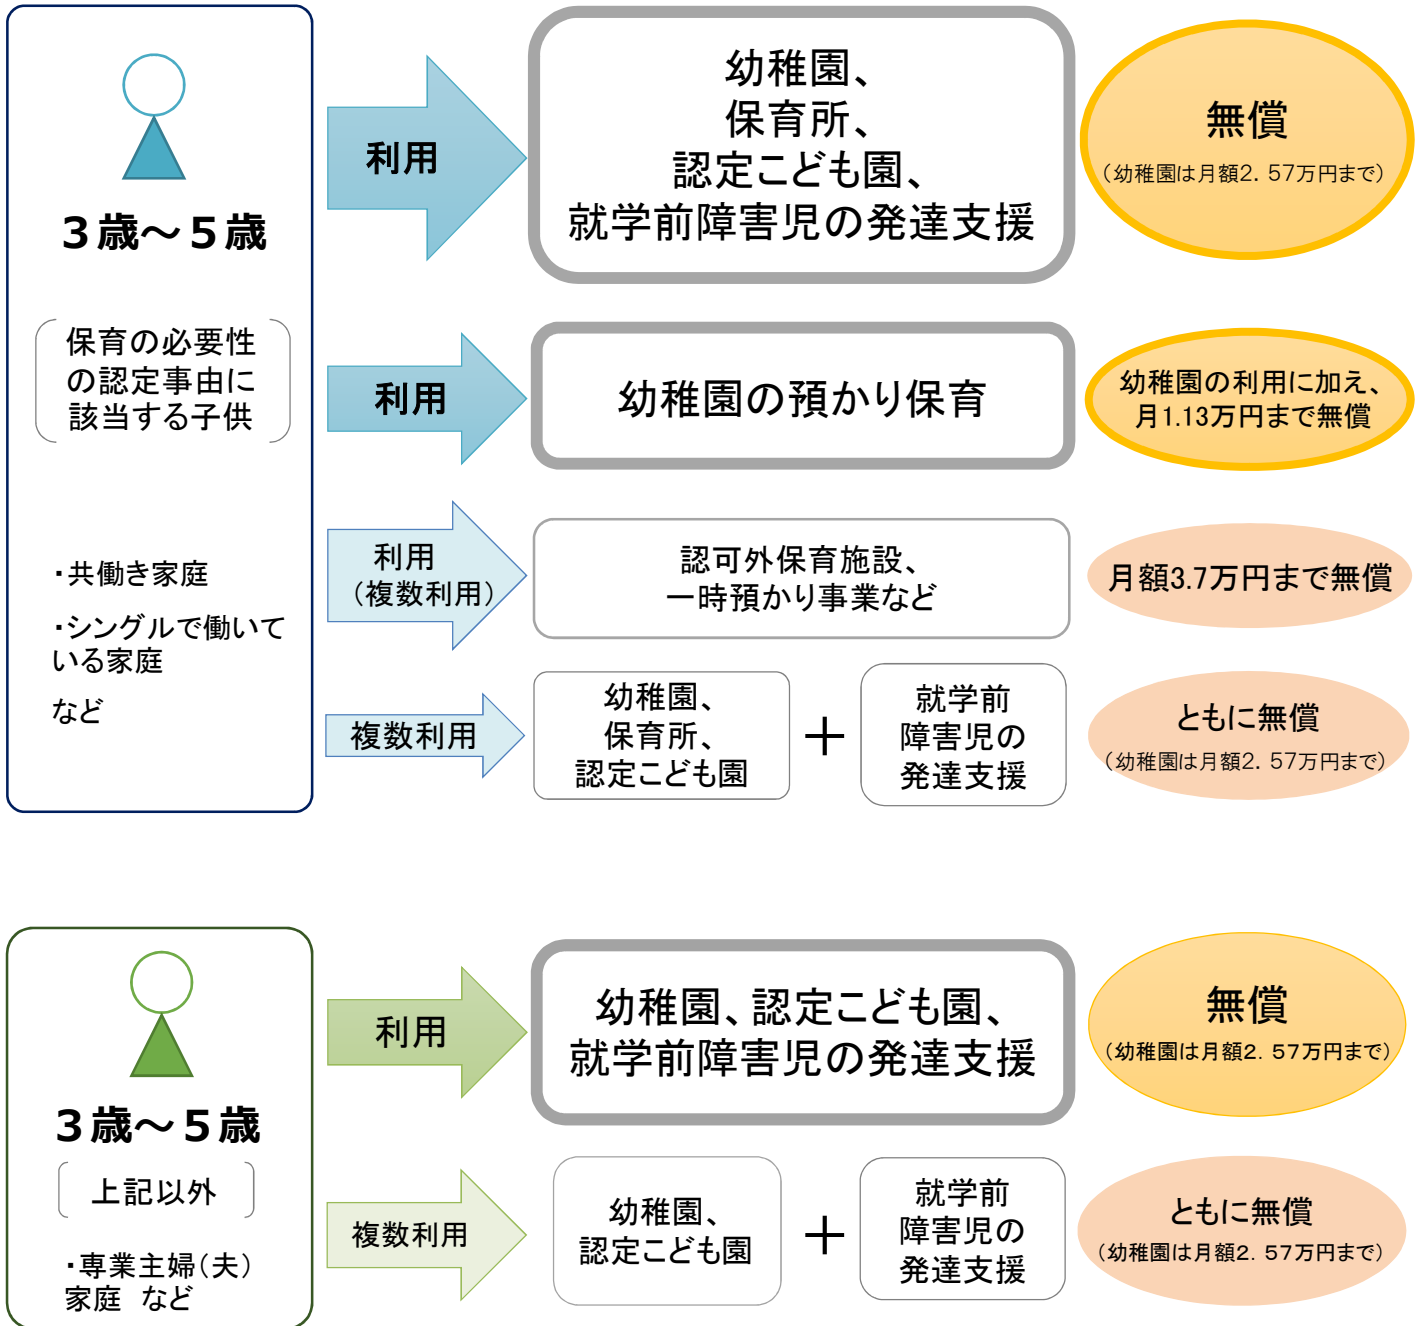 ３歳～５歳
保育の必要性
の認定事由に
該当する子供
・共働き家庭
・シングルで働いて
いる家庭
など
利用
幼稚園、
保育所、
認定こども園、
就学前障害児の発達支援
無償
（幼稚園は月額2．57万円まで）
利用
幼稚園の預かり保育
幼稚園の利用に加え、
月1.13万円まで無償
利用
（複数利用）
認可外保育施設、
一時預かり事業など
月額3.7万円まで無償
複数利用
幼稚園、
保育所、
認定こども園
＋
就学前
障害児の
発達支援
ともに無償
（幼稚園は月額2．57万円まで）
３歳～５歳
上記以外
・専業主婦（夫）
家庭 など
利用
幼稚園、認定こども園、
就学前障害児の発達支援
無償
（幼稚園は月額2．57万円まで）
複数利用
幼稚園、
認定こども園
＋
就学前
障害児の
発達支援
ともに無償
（幼稚園は月額2．57万円まで）